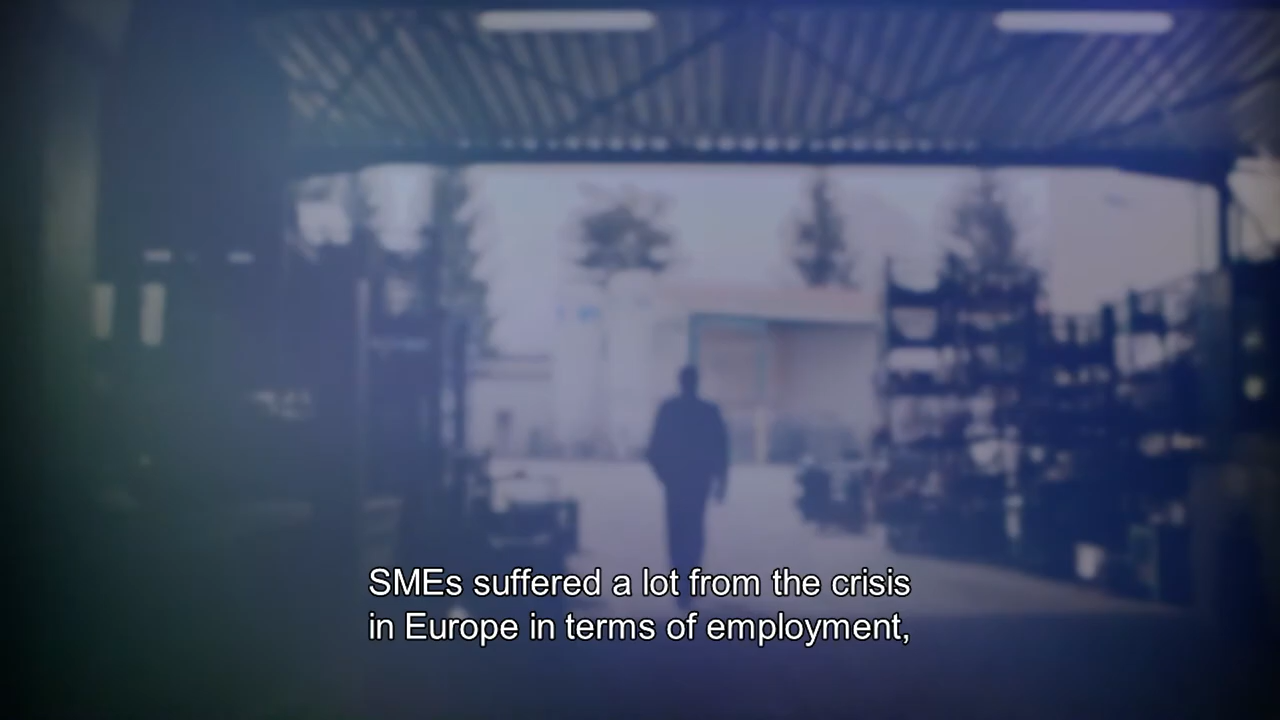 SMEs suffered a lot from the crisis
in Europe in terms of employment,